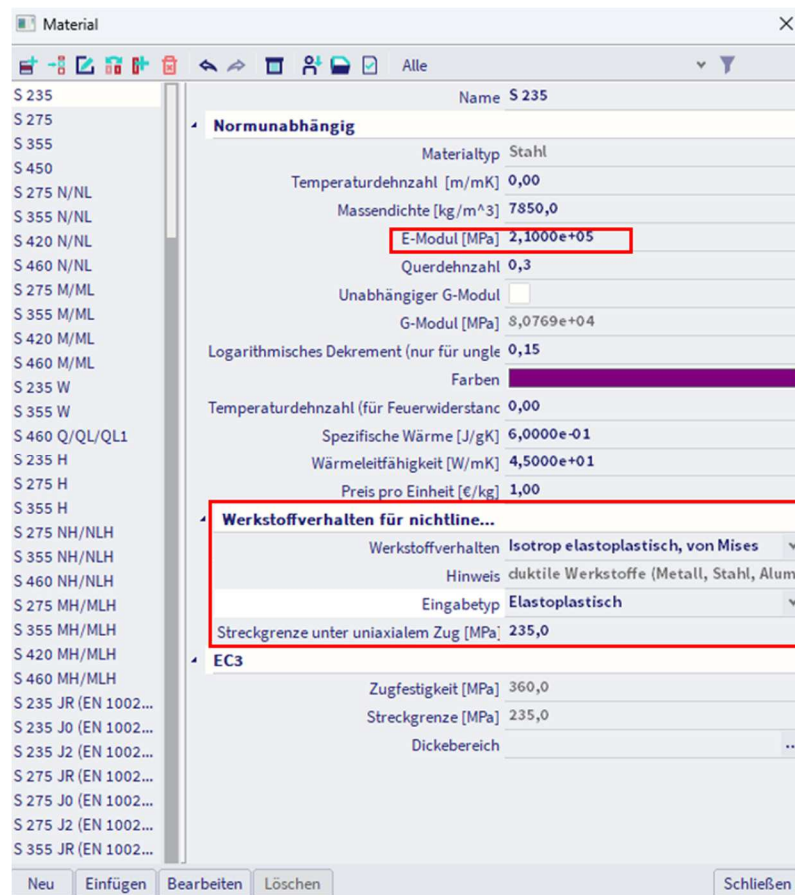 Material
Alle
S 235
S 275
S 355
S 450
S 275 N/NL
S 355 N/NL
S 420 N/NL
S 460 N/NL
S 275 M/ML
S 355 M/ML
S 420 M/ML
S 460 M/ML
S 235 W
S 355 W
S 460 Q/QL/QL1
S 235 H
S 275 H
S 355 H
S 275 NH/NLH
S 355 NH/NLH
S 460 NH/NLH
S 275 MH/MLH
S 355 MH/MLH
S 420 MH/MLH
S 460 MH/MLH
S 235 JR (EN 1002...
S 235 J0 (EN 1002...
S 235 J2 (EN 1002...
S 275 JR (EN 1002...
S 275 J0 (EN 1002...
S 275 J2 (EN 1002...
S 355 JR (EN 1002...
Name S 235
Normunabhängig
Materialtyp Stahl
Temperaturdehnzahl [m/mK] 0,00
Massendichte [kg/m^3] 7850,0
E-Modul [MPa] 2,1000e+05
Querdehnzahl 0,3
Unabhängiger G-Modul
G-Modul [MPa] 8,0769e+04
Logarithmisches Dekrement (nur für ungle 0,15
Farben
Temperaturdehnzahl (für Feuerwiderstanc 0,00
Spezifische Wärme [J/gK] 6,0000e-01
Wärmeleitfähigkeit [W/mK] 4,5000e+01
Preis pro Einheit [€/kg] 1,00
Werkstoffverhalten für nichtline...
Werkstoffverhalten Isotrop elastoplastisch, von Mises
Hinweis duktile Werkstoffe (Metall, Stahl, Alum
Eingabetyp Elastoplastisch
Streckgrenze unter uniaxialem Zug [MPa] 235,0
EC3
Zugfestigkeit [MPa] 360,0
Streckgrenze [MPa] 235,0
Dickebereich ...
Neu Einfügen Bearbeiten Löschen Schließen